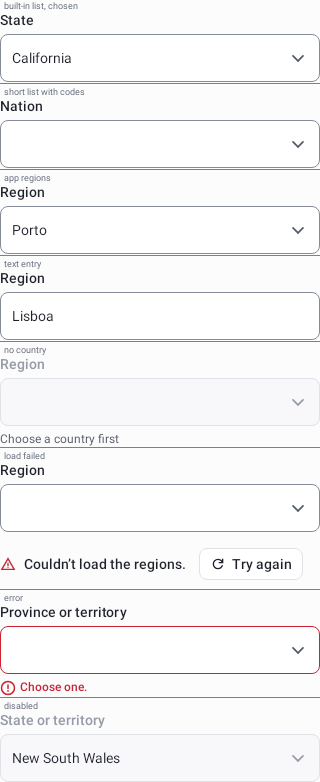 built-in list, chosen
State
California
short list with codes
Nation
app regions
Region
Porto
text entry
Region
Lisboa
no country
Region
Choose a country first
load failed
Region
Couldn’t load the regions.
Try again
error
Province or territory
Choose one.
disabled
State or territory
New South Wales